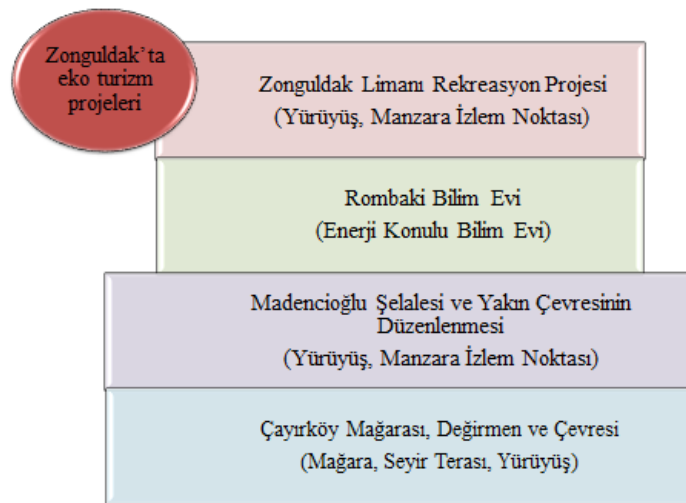 Zonguldak’ta
eko turizm
projeleri
Zonguldak Limanı Rekreasyon Projesi
(Yürüyüş, Manzara İzlem Noktası)
Rombaki Bilim Evi
(Enerji Konulu Bilim Evi)
Madencioğlu Şelalesi ve Yakın Çevresinin
Düzenlenmesi
(Yürüyüş, Manzara İzlem Noktası)
Çayırköy Mağarası, Değirmen ve Çevresi
(Mağara, Seyir Terası, Yürüyüş)